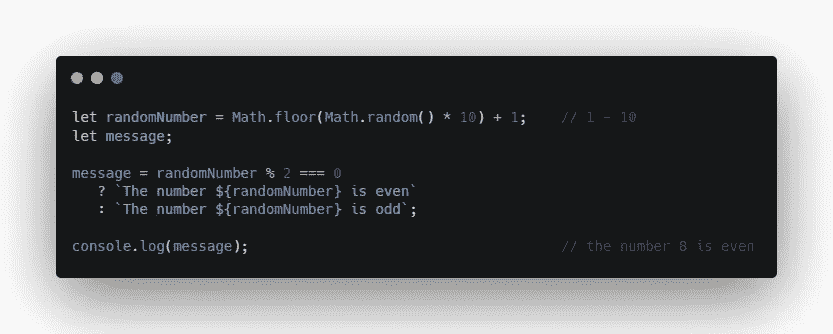 let randomNumber = Math.floor(Math.random() * 10) + 1;    // 1 - 10
let message;
message = randomNumber % 2 === 0
   ? `The number ${randomNumber} is even`
   : `The number ${randomNumber} is odd`;
console.log(message);                                     // the number 8 is even